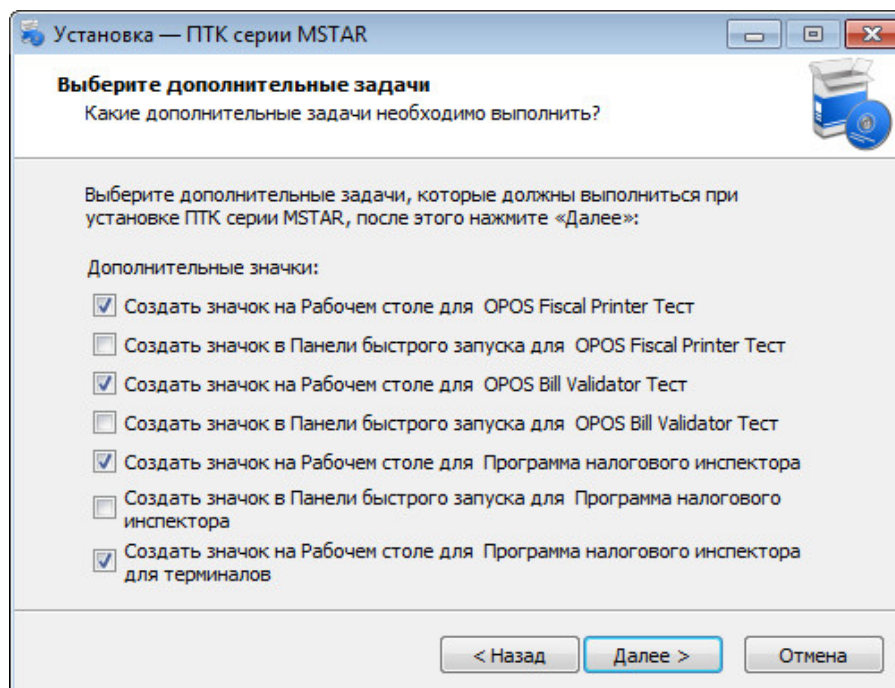 Установка — ПТК серии MSTAR
Выберите дополнительные задачи
Какие дополнительные задачи необходимо выполнить?
Выберите дополнительные задачи, которые должны выполниться при
установке ПТК серии MSTAR, после этого нажмите «Далее»:
Дополнительные значки:
Создать значок на Рабочем столе для OPOS Fiscal Printer Тест
Создать значок в Панели быстрого запуска для OPOS Fiscal Printer Тест
Создать значок на Рабочем столе для OPOS Bill Validator Тест
Создать значок в Панели быстрого запуска для OPOS Bill Validator Тест
Создать значок на Рабочем столе для Программа налогового инспектора
Создать значок в Панели быстрого запуска для Программа налогового
инспектора
Создать значок на Рабочем столе для Программа налогового инспектора
для терминалов
< Назад
Далее >
Отмена